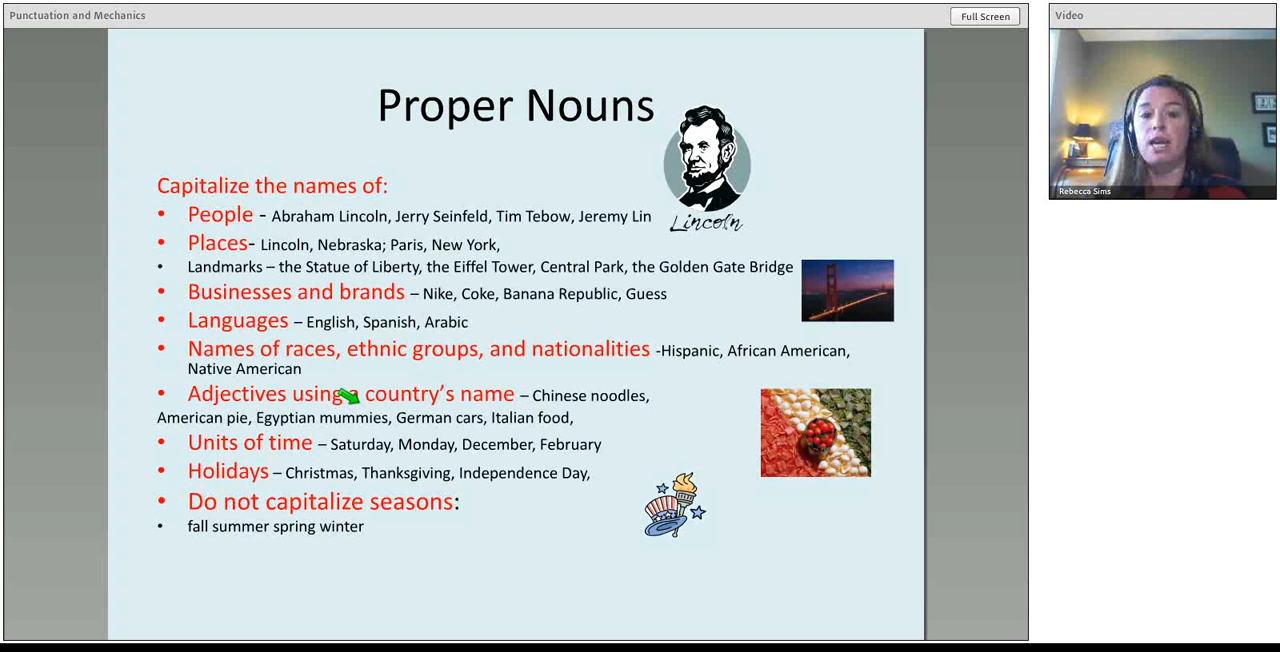 Punctuation and Mechanics
Full Screen
Video
Rebecca Sims
Proper Nouns
Lincoln
Capitalize the names of:
• People - Abraham Lincoln, Jerry Seinfeld, Tim Tebow, Jeremy Lin
• Places- Lincoln, Nebraska; Paris, New York,
• Landmarks – the Statue of Liberty, the Eiffel Tower, Central Park, the Golden Gate Bridge
• Businesses and brands – Nike, Coke, Banana Republic, Guess
• Languages – English, Spanish, Arabic
• Names of races, ethnic groups, and nationalities -Hispanic, African American,
Native American
• Adjectives using a country's name – Chinese noodles,
American pie, Egyptian mummies, German cars, Italian food,
• Units of time – Saturday, Monday, December, February
• Holidays – Christmas, Thanksgiving, Independence Day,
• Do not capitalize seasons:
• fall summer spring winter